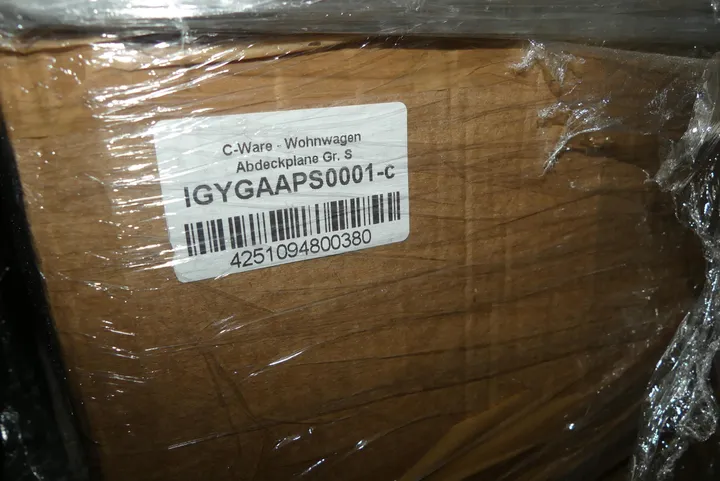 C-Ware - Wohnwagen
Abdeckplane Gr. S
IGYGAAPS0001-c
4251094800380